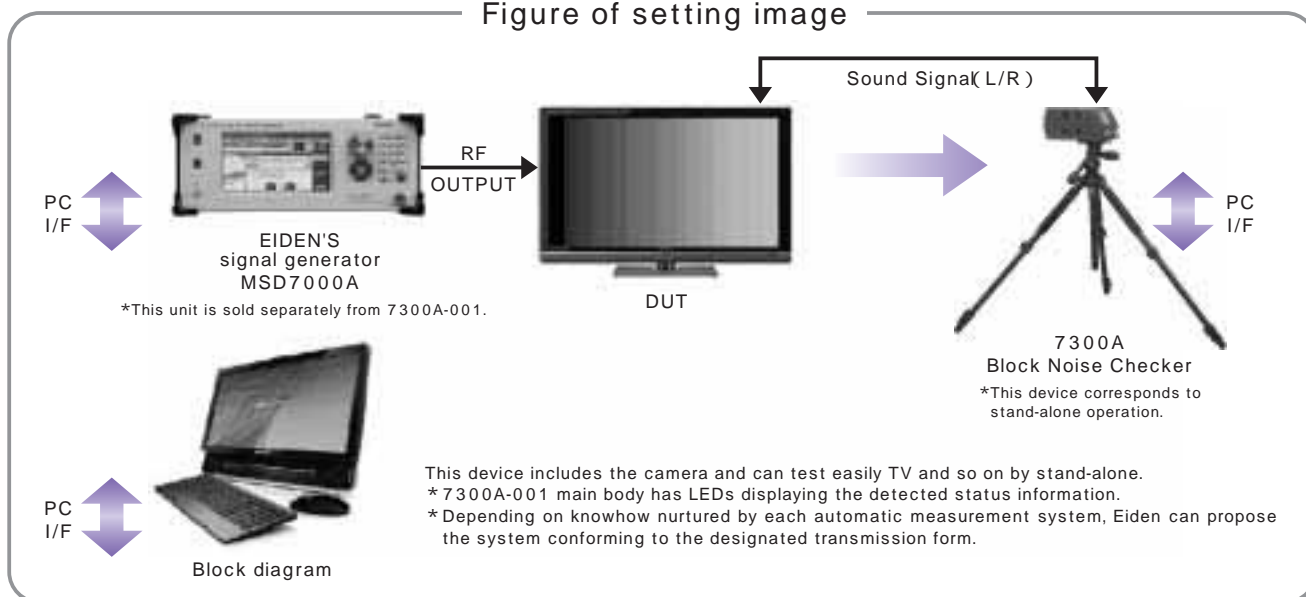 Figure of setting image
Sound Signal( L/R )
RF
OUTPUT
PC
I/F
EIDEN'S
signal generator
MSD7000A
*This unit is sold separately from 7300A-001.
DUT
PC
I/F
7300A
Block Noise Checker
*This device corresponds to
stand-alone operation.
PC
I/F
Block diagram
This device includes the camera and can test easily TV and so on by stand-alone.
*7300A-001 main body has LEDs displaying the detected status information.
*Depending on knowhow nurtured by each automatic measurement system, Eiden can propose
the system conforming to the designated transmission form.